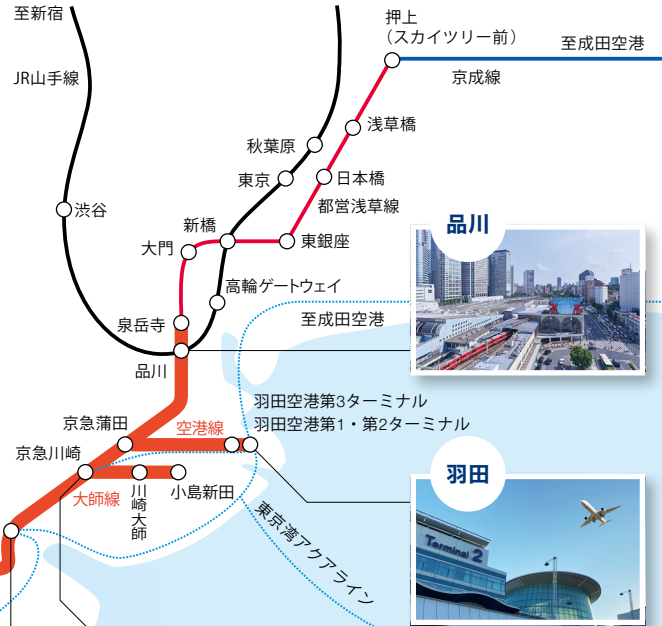 至新宿
押上
(スカイツリー前)
至成田空港
JR山手線
京成線
浅草橋
秋葉原
東京
日本橋
都営浅草線
渋谷
新橋
品川
大門
東銀座
高輪ゲートウェイ
泉岳寺
至成田空港
品川
羽田空港第3ターミナル
京急蒲田
空港線
羽田空港第1・第2ターミナル
京急川崎
羽田
大師線
川崎大師
小島新田
東京湾アクアライン
Terminal 2